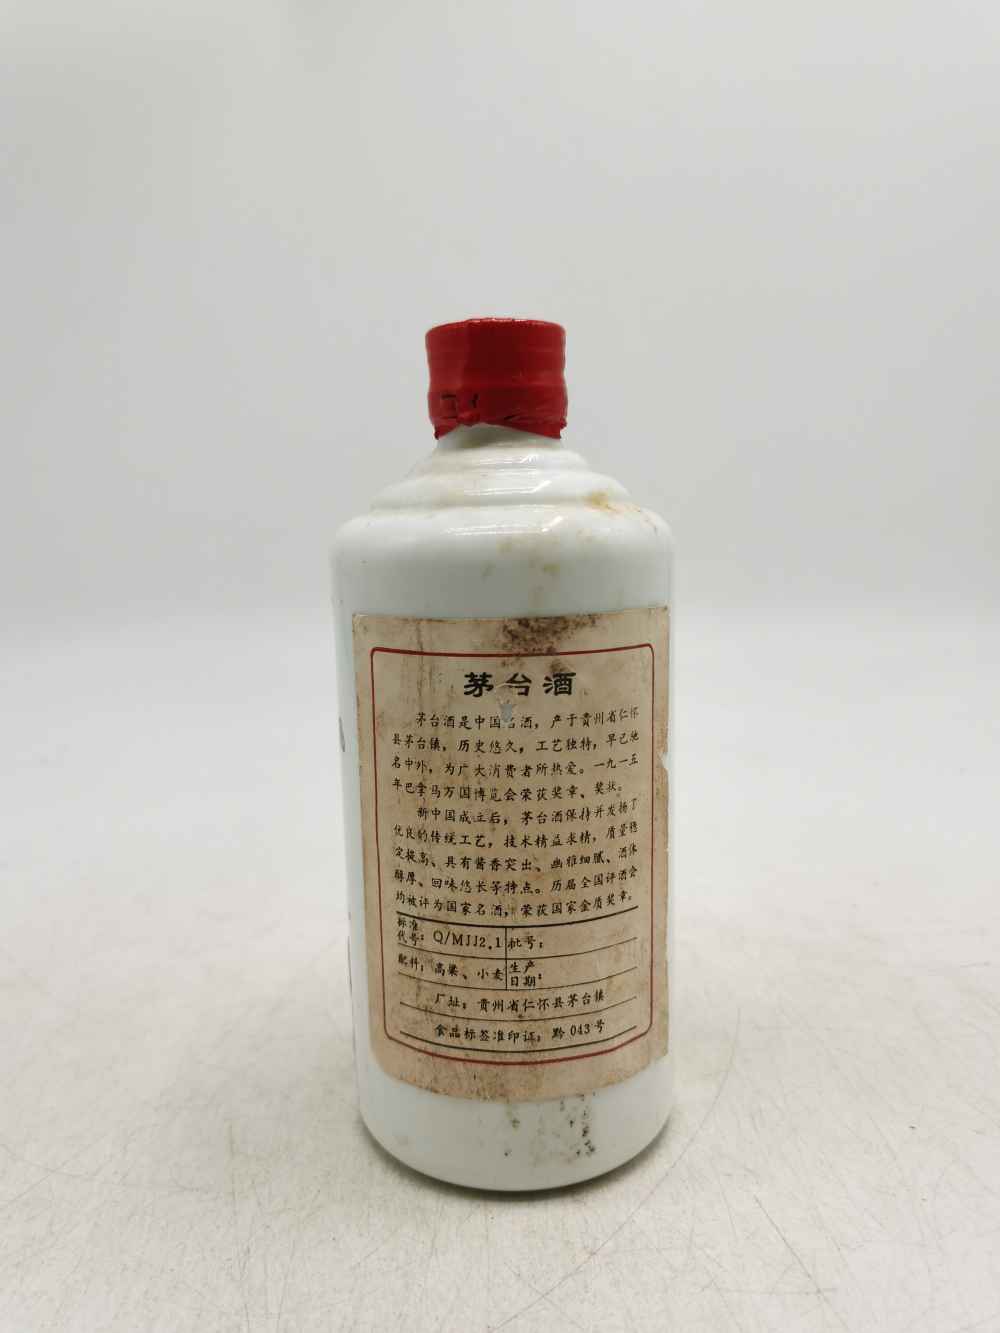 茅台酒
茅台酒是中国名酒，产于贵州省仁怀
县茅台镇，历史悠久，工艺独特，早已驰
名中外，为广大消费者所热爱。一九一五
年巴拿马万国博览会荣获奖章、奖状。
新中国成立后，茅台酒保持并发扬了
优良的传统工艺，技术精益求精，质量稳
定提高、具有酱香突出、幽雅细腻、酒体
醇厚、回味悠长等特点。历届全国评酒会
均被评为国家名酒，荣获国家金质奖章。
标准代号：Q/MJJ2.1 批号：
配料：高粱、小麦 生产日期：
厂址：贵州省仁怀县茅台镇
食品标签准印证：黔043号